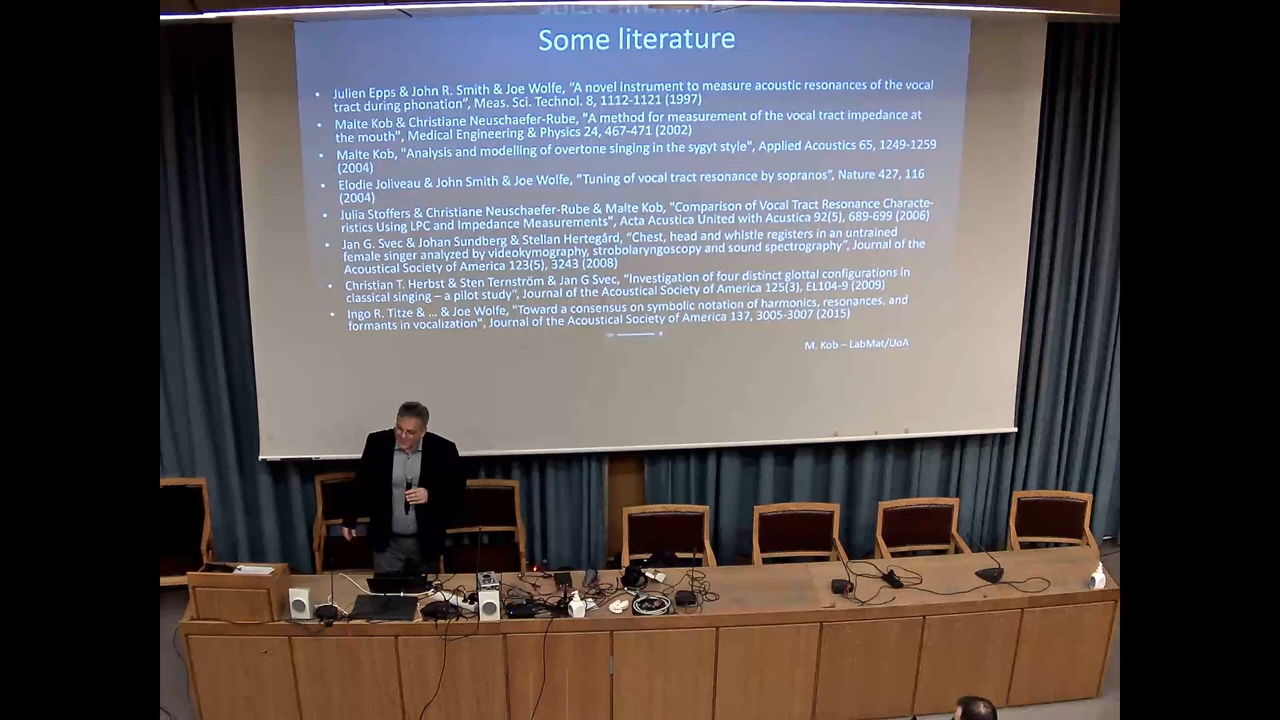 Some literature
• Julien Epps & John R. Smith & Joe Wolfe, “A novel instrument to measure acoustic resonances of the vocal
tract during phonation”, Meas. Sci. Technol. 8, 1112-1121 (1997)
• Malte Kob & Christiane Neuschaefer-Rube, "A method for measurement of the vocal tract impedance at
the mouth", Medical Engineering & Physics 24, 467-471 (2002)
• Malte Kob, "Analysis and modelling of overtone singing in the sygyt style", Applied Acoustics 65, 1249-1259
(2004)
• Elodie Joliveau & John Smith & Joe Wolfe, “Tuning of vocal tract resonance by sopranos”, Nature 427, 116
(2004)
• Julia Stoffers & Christiane Neuschaefer-Rube & Malte Kob, "Comparison of Vocal Tract Resonance Characte-
ristics Using LPC and Impedance Measurements", Acta Acustica United with Acustica 92(5), 689-699 (2006)
• Jan G. Svec & Johan Sundberg & Stellan Hertegård, “Chest, head and whistle registers in an untrained
female singer analyzed by videokymography, strobolaryngoscopy and sound spectrography”, Journal of the
Acoustical Society of America 123(5), 3243 (2008)
• Christian T. Herbst & Sten Ternström & Jan G Svec, “Investigation of four distinct glottal configurations in
classical singing – a pilot study”, Journal of the Acoustical Society of America 125(3), EL104-9 (2009)
• Ingo R. Titze & ... & Joe Wolfe, "Toward a consensus on symbolic notation of harmonics, resonances, and
formants in vocalization", Journal of the Acoustical Society of America 137, 3005-3007 (2015)
M. Kob – LabMat/UoA